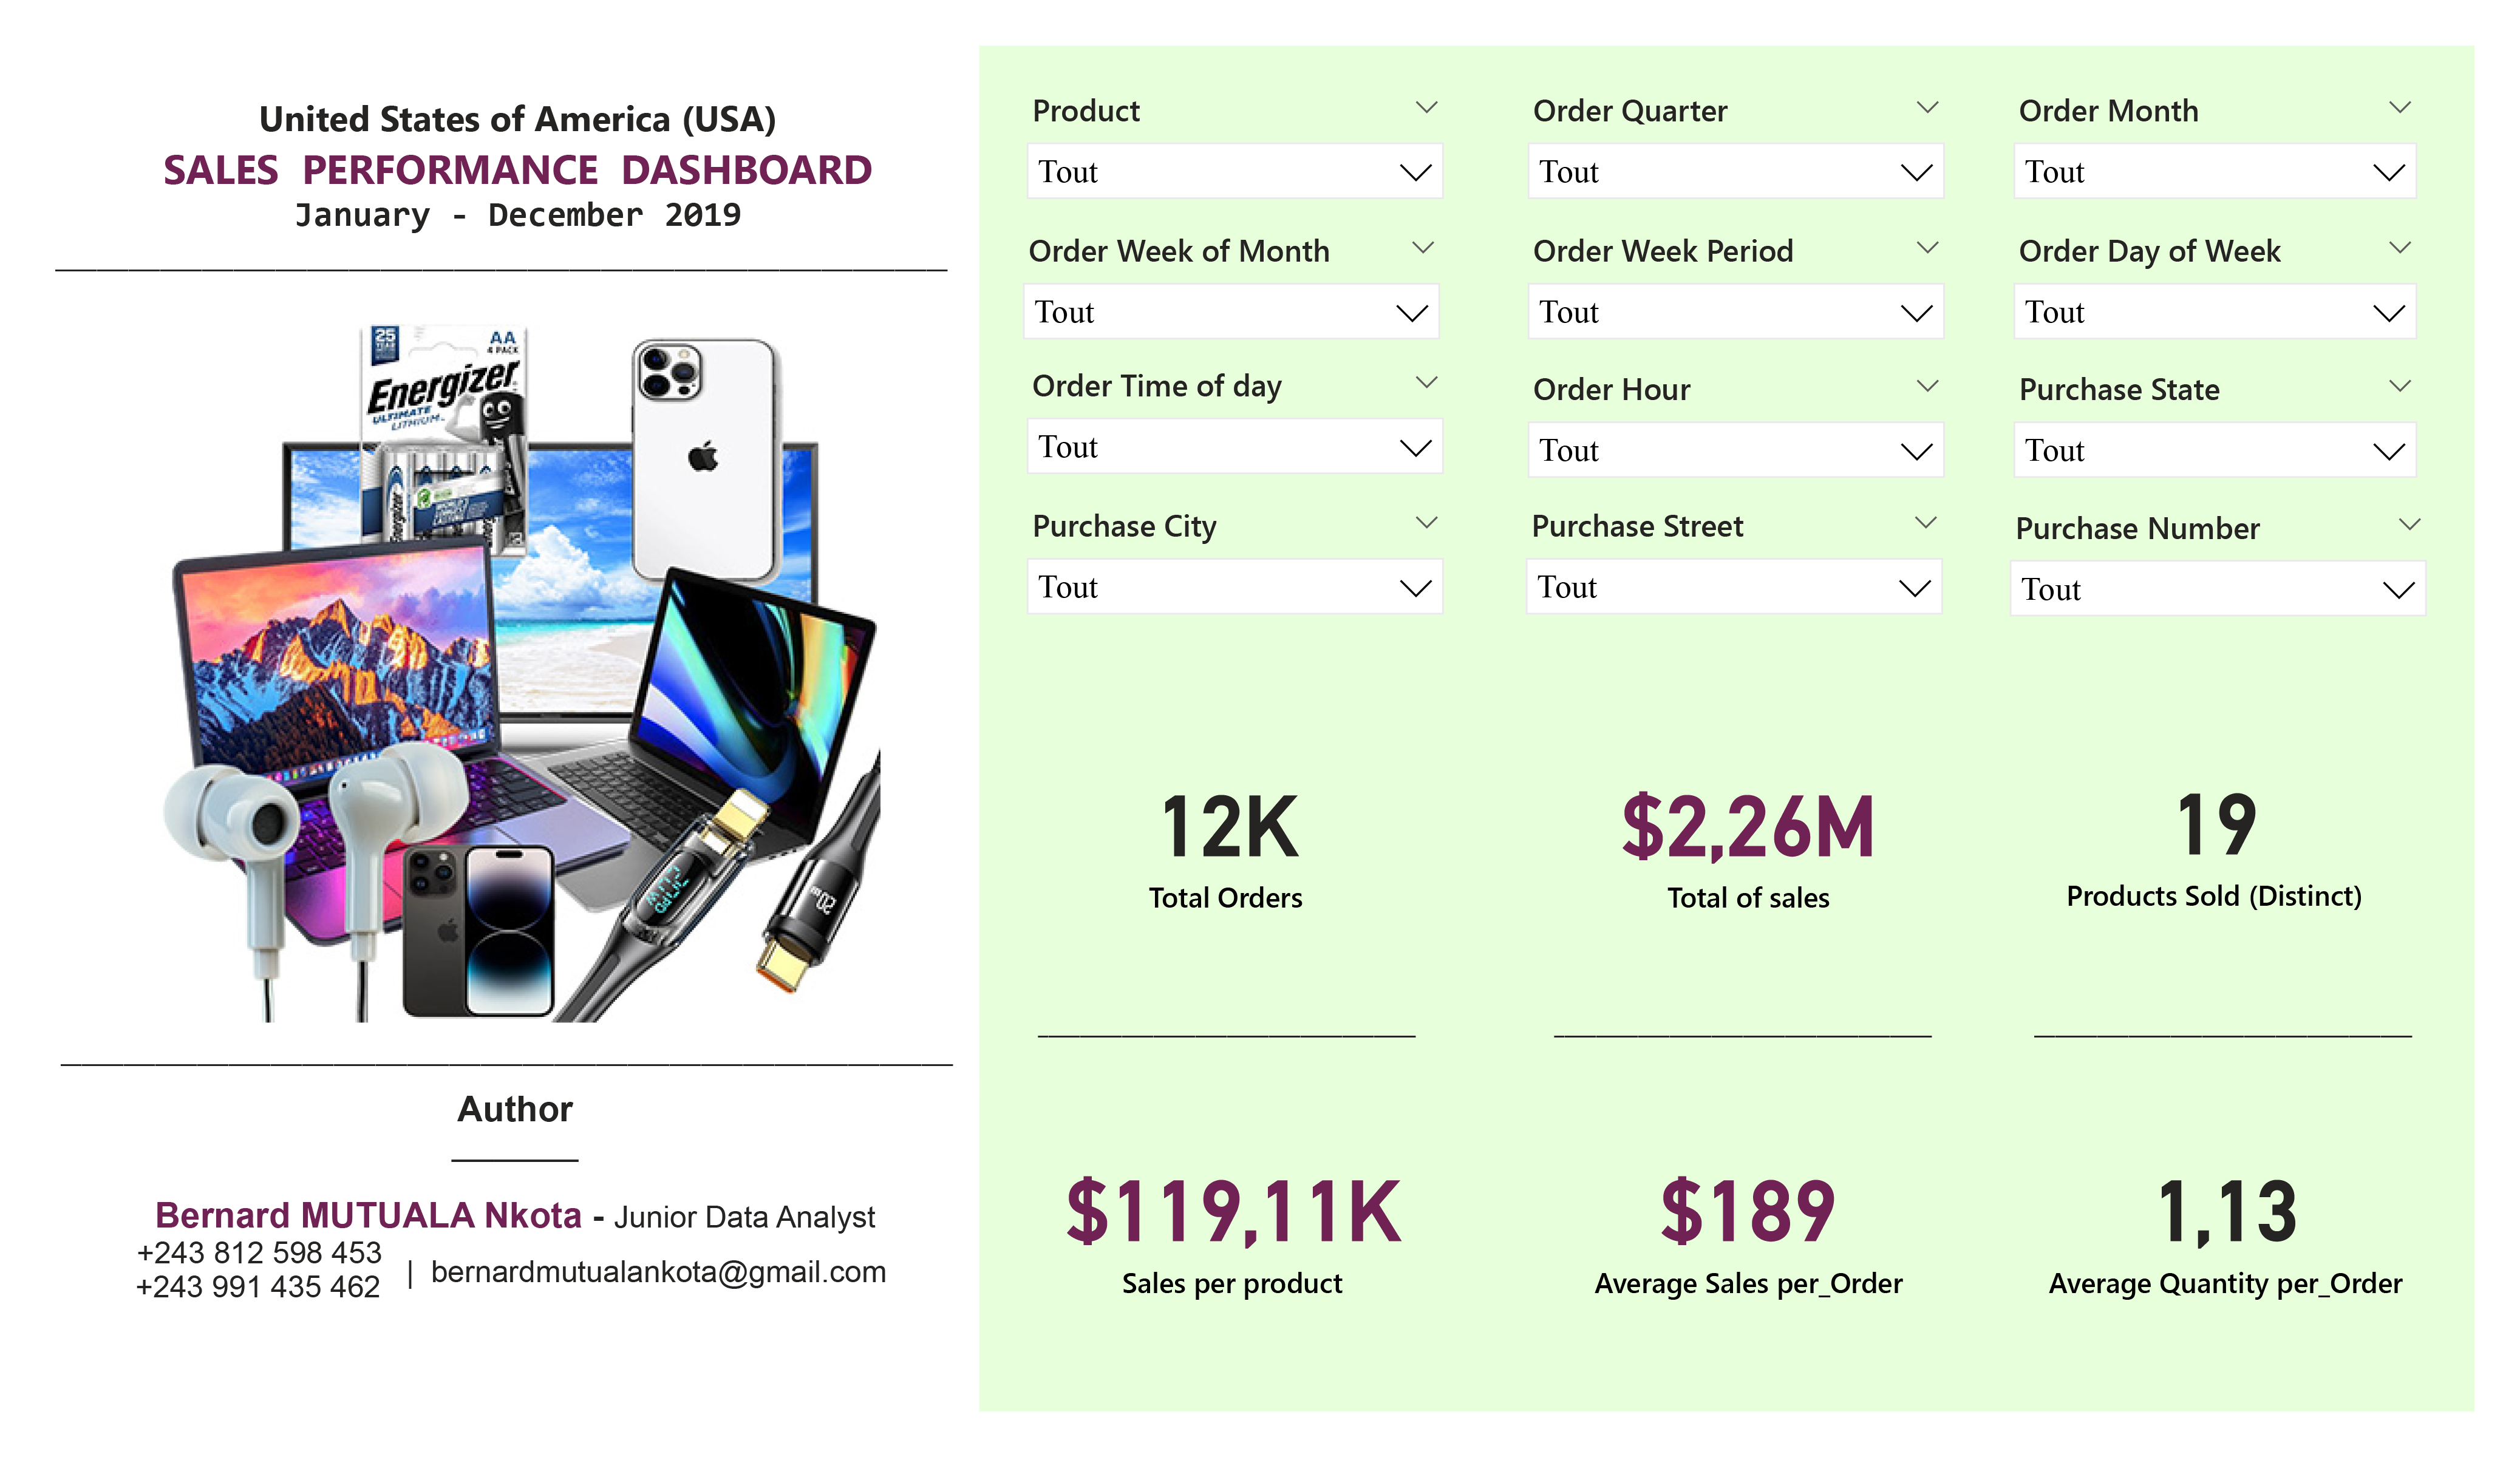 United States of America (USA)
SALES PERFORMANCE DASHBOARD
January - December 2019
25
YEAR
AA
4 PACK
Energizer
ULTIMATE
LITHIUM
Author
Bernard MUTUALA Nkota - Junior Data Analyst
+243 812 598 453
+243 991 435 462
| bernardmutualankota@gmail.com
Product
Tout
Order Quarter
Tout
Order Month
Tout
Order Week of Month
Tout
Order Week Period
Tout
Order Day of Week
Tout
Order Time of day
Tout
Order Hour
Tout
Purchase State
Tout
Purchase City
Tout
Purchase Street
Tout
Purchase Number
Tout
12K
Total Orders
$2,26M
Total of sales
19
Products Sold (Distinct)
$119,11K
Sales per product
$189
Average Sales per_Order
1,13
Average Quantity per_Order